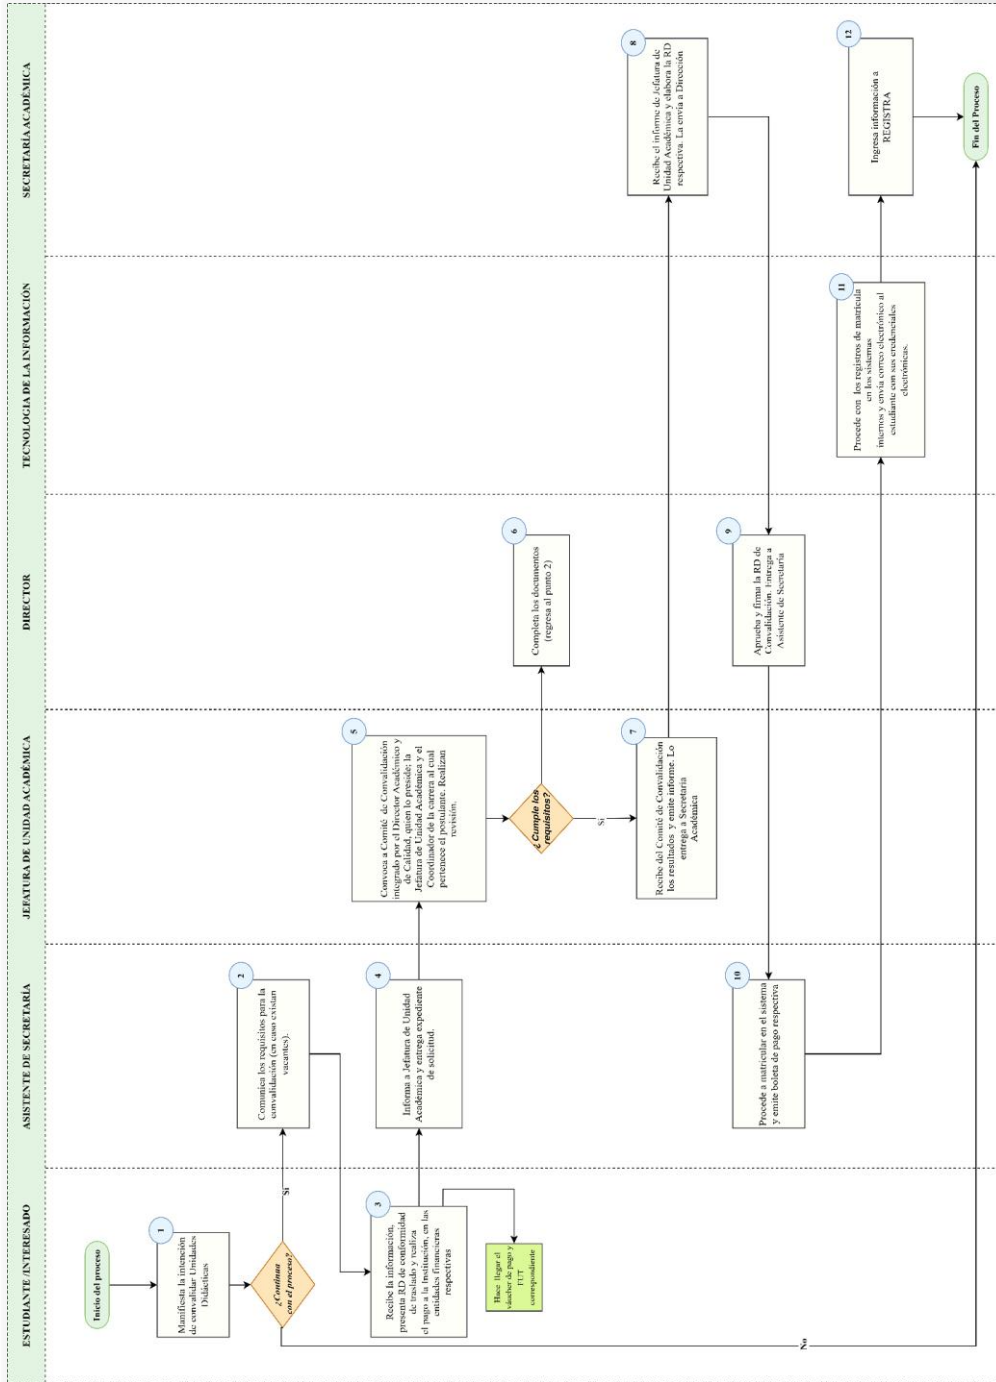 ESTUDIANTE /INTERESADO
ASISTENTE DE SECRETARÍA
JEFATURA DE UNIDAD ACADÉMICA
DIRECTOR
TECNOLOGIA DE LA INFORMACIÓN
SECRETARÍA ACADÉMICA
Inicio del proceso
1
Manifiesta la intención
de convalidar Unidades
Didácticas
¿Continua
con el proceso?
Sí
No
2
Comunica los requisitos para la
convalidación (en caso existan
vacantes).
3
Recibe la información,
presenta RD de conformidad
de traslado y realiza
el pago a la Institución, en las
entidades financieras
respectivas
Hace llegar el
váucher de pago y
FUT
correspondiente
4
Informa a Jefatura de Unidad
Académica y entrega expediente
de solicitud.
5
Convoca a Comité de Convalidación
integrado por el Director Académico y
de Calidad, quien lo preside; la
Jefatura de Unidad Académica y el
Coordinador de la carrera al cual
pertenece el postulante. Realizan
revisión.
¿Cumple los
requisitos?
Sí
6
Completa los documentos
(regresa al punto 2)
7
Recibe del Comité de Convalidación
los resultados y emite informe. Lo
entrega a Secretaría
Académica
8
Recibe el informe de Jefatura de
Unidad Académica y elabora la RD
respectiva. La envía a Dirección
9
Aprueba y firma la RD de
Convalidación. Entrega a
Asistente de Secretaría
10
Procede a matricular en el sistema
y emite boleta de pago respectiva
11
Procede con los registros de matrícula
en los sistemas
internos y envía correo electrónico al
estudiante con sus credenciales
electrónicas.
12
Ingresa información a
REGISTRA
Fin del Proceso